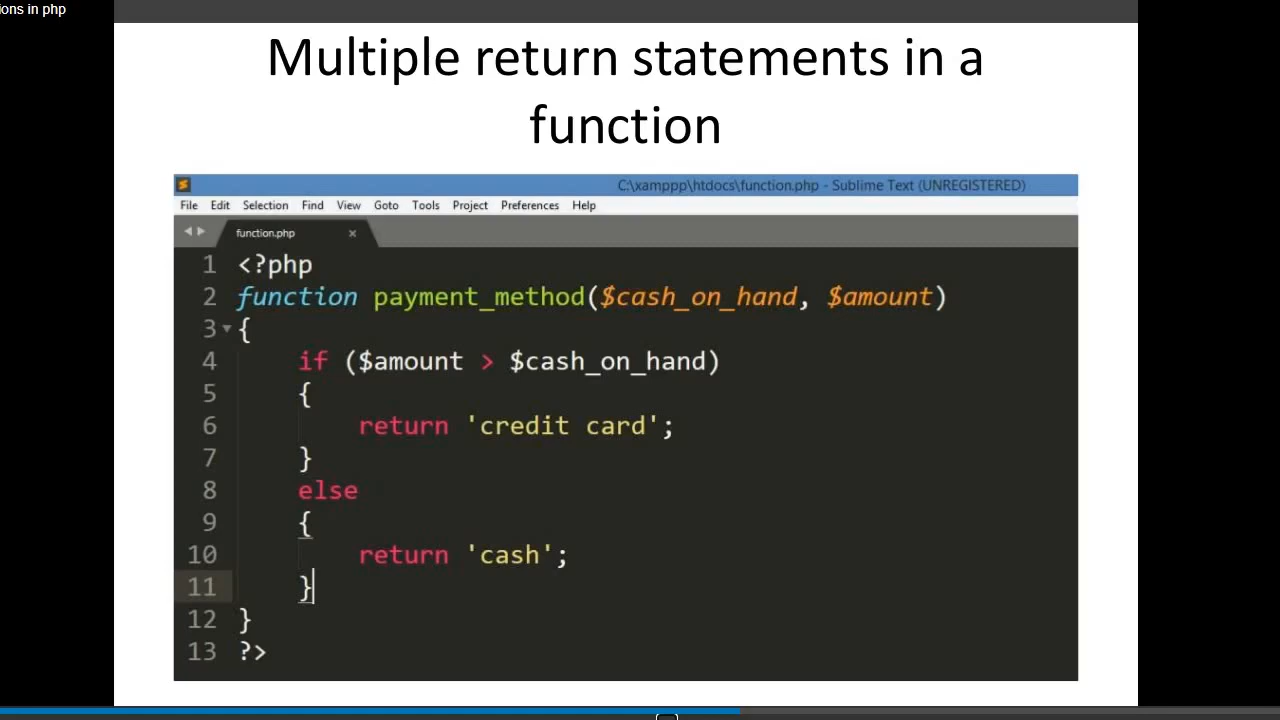 ons in php
Multiple return statements in a
function
C:\xamppp\htdocs\function.php - Sublime Text (UNREGISTERED)
File Edit Selection Find View Goto Tools Project Preferences Help
function.php ×
1 <?php
2 function payment_method($cash_on_hand, $amount)
3 {
4 if ($amount > $cash_on_hand)
5 {
6 return 'credit card';
7 }
8 else
9 {
10 return 'cash';
11 }
12 }
13 ?>